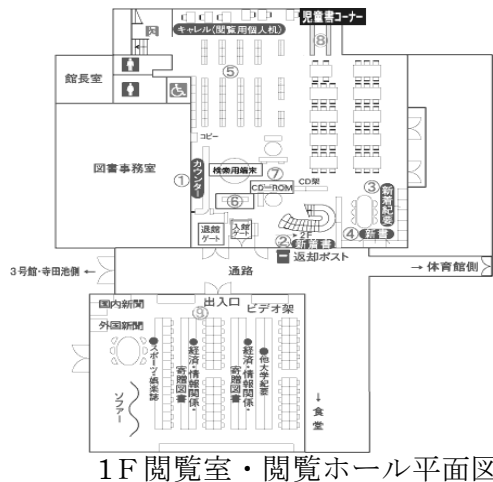 児童書コーナー
キャレル(閲覧用個人机)
⑧
⑤
館長室
コピー
図書事務室
①
カウンター
検索用端末
⑦
CD-ROM
CD架
⑥
③
新着紀要
④
新書
退館ゲート
入館ゲート
2F
②
新着書
返却ポスト
3号館・寺田池側 ←
通路
→ 体育館側
国内新聞
出入口
ビデオ架
⑨
外国新聞
●スポーツ・娯楽誌
●経済・情報関係・寄贈図書
●経済・情報関係・寄贈図書
●他大学紀要
ソファー
→食堂
1F閲覧室・閲覧ホール平面図